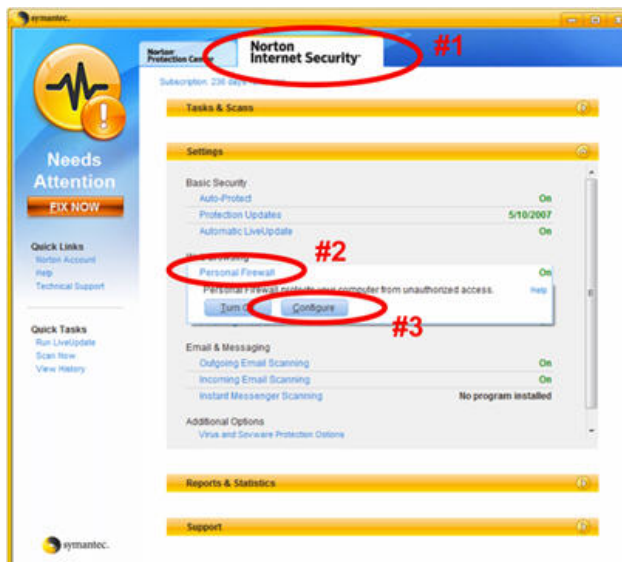 symantec.
Norton
Protection Center
Norton
Internet Security
#1
Subscription: 236 days
Tasks & Scans
Settings
Needs
Attention
FIX NOW
Basic Security
Auto-Protect On
Protection Updates 5/10/2007
Automatic LiveUpdate On
Quick Links
Norton Account
Help
Technical Support
#2
Personal Firewall On
Personal Firewall protects your computer from unauthorized access. Help
Turn Configure
#3
Quick Tasks
Run LiveUpdate
Scan Now
View History
Email & Messaging
Outgoing Email Scanning On
Incoming Email Scanning On
Instant Messenger Scanning No program installed
Additional Options
Virus and Spyware Protection Options
Reports & Statistics
Support
symantec.